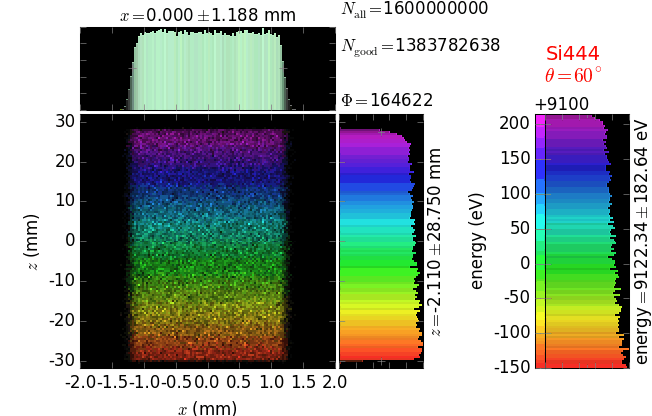 x=0.000±1.188 mm
N_all=1600000000
N_good=1383782638
Φ=164622
Si444
θ=60°
+9100
30
20
10
0
-10
-20
-30
z (mm)
-2.0 -1.5 -1.0 -0.5 0.0 0.5 1.0 1.5 2.0
x (mm)
z=-2.110±28.750 mm
200
150
100
50
0
-50
-100
-150
energy (eV)
energy=9122.34±182.64 eV